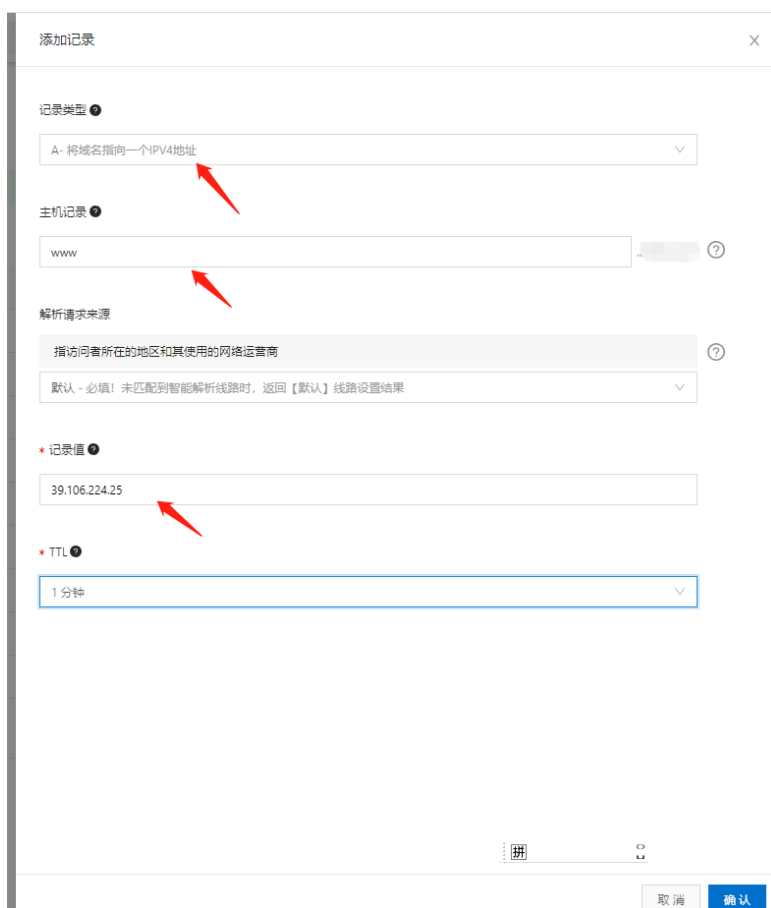 添加记录
记录类型
A- 将域名指向一个IPV4地址
主机记录
www
解析请求来源
指访问者所在的地区和其使用的网络运营商
默认 - 必填！未匹配到智能解析线路时，返回【默认】线路设置结果
* 记录值
39.106.224.25
* TTL
1 分钟
拼
取消 确认